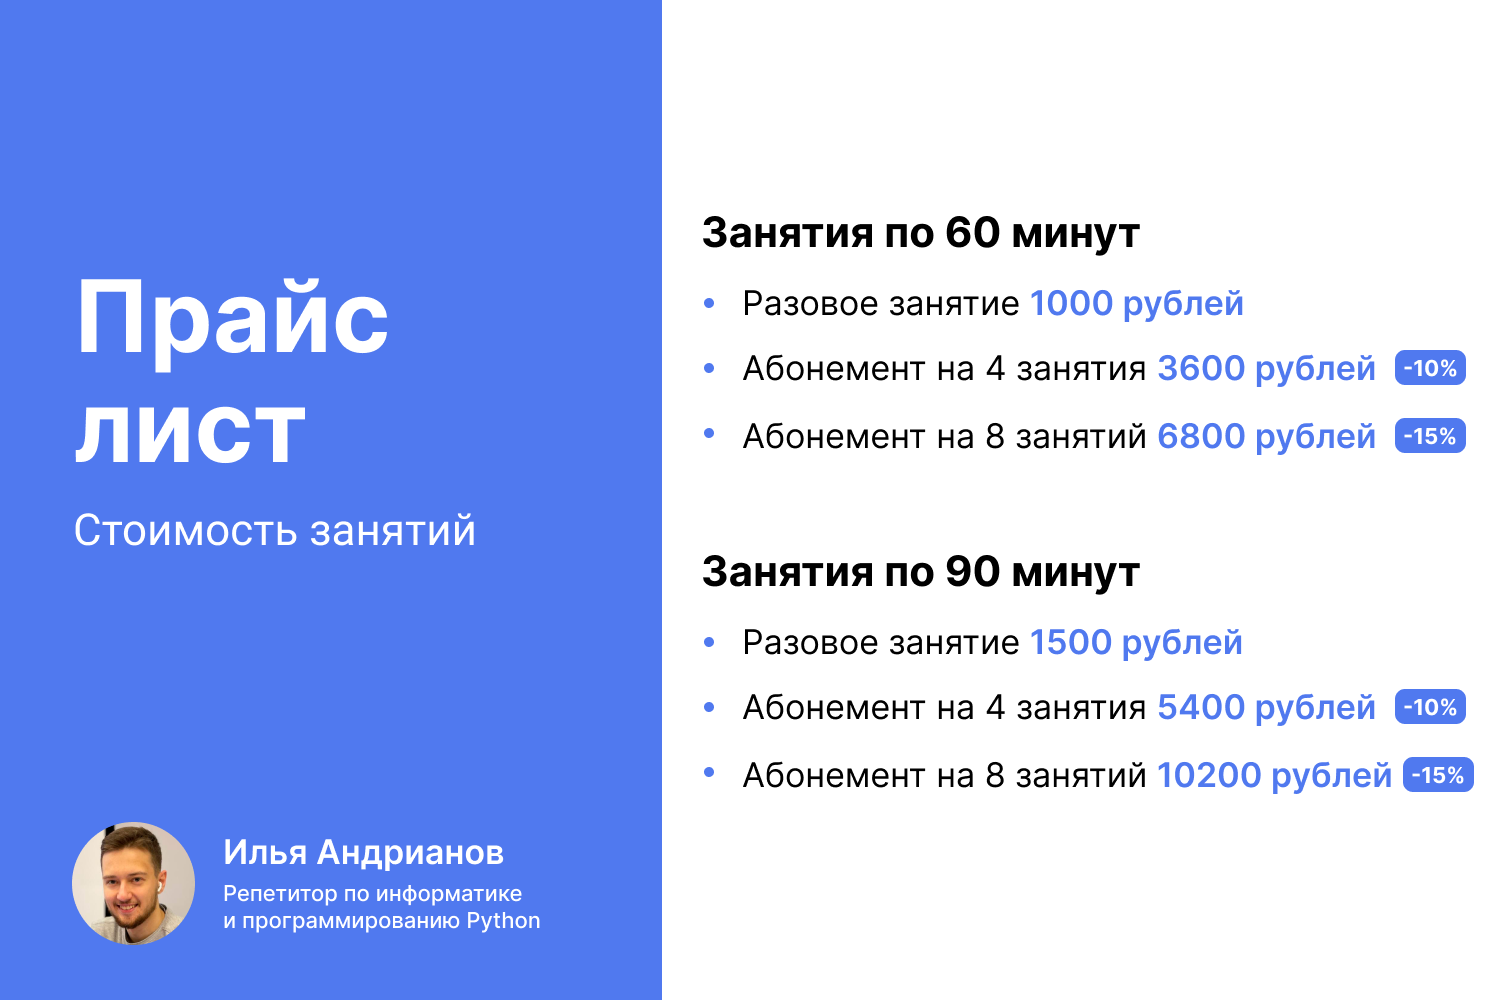 Прайс
лист
Стоимость занятий
Илья Андрианов
Репетитор по информатике
и программированию Python
Занятия по 60 минут
• Разовое занятие 1000 рублей
• Абонемент на 4 занятия 3600 рублей -10%
• Абонемент на 8 занятий 6800 рублей -15%
Занятия по 90 минут
• Разовое занятие 1500 рублей
• Абонемент на 4 занятия 5400 рублей -10%
• Абонемент на 8 занятий 10200 рублей -15%